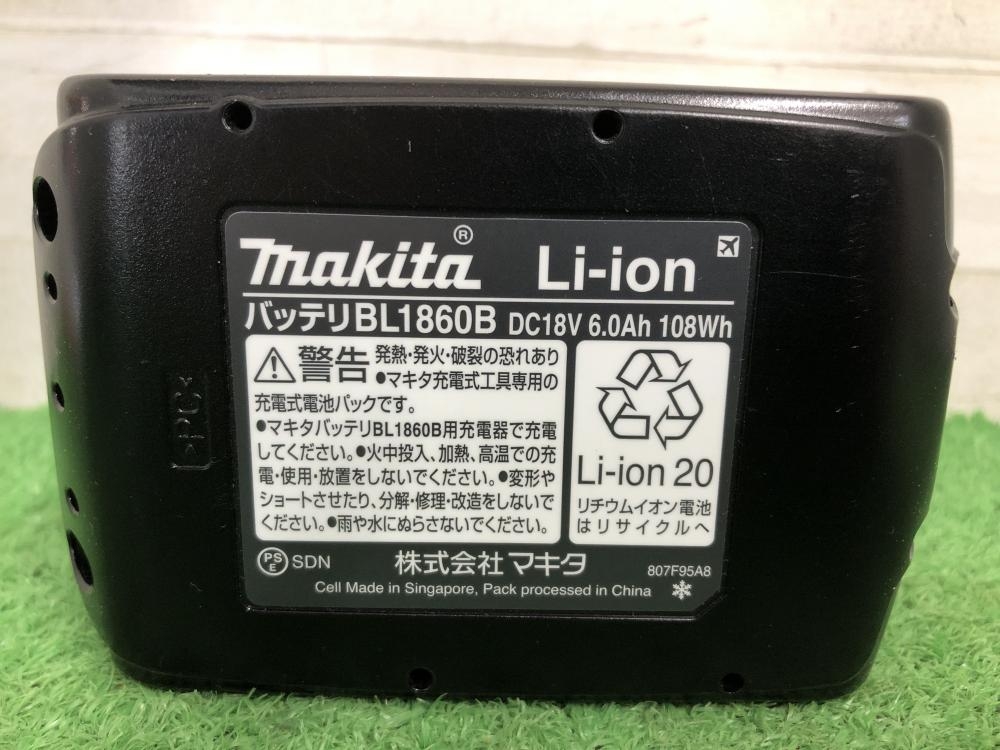 makita® Li-ion
バッテリBL1860B DC18V 6.0Ah 108Wh
警告 発熱・発火・破裂の恐れあり
●マキタ充電式工具専用の
充電式電池パックです。
●マキタバッテリBL1860B用充電器で充電
してください。●火中投入、加熱、高温での充
電・使用・放置をしないでください。●変形や
ショートさせたり、分解・修理・改造をしないで
ください。●雨や水にぬらさないでください。
Li-ion 20
リチウムイオン電池
はリサイクルへ
PSE SDN 株式会社 マキタ 807F95A8
Cell Made in Singapore, Pack processed in China
>PC<